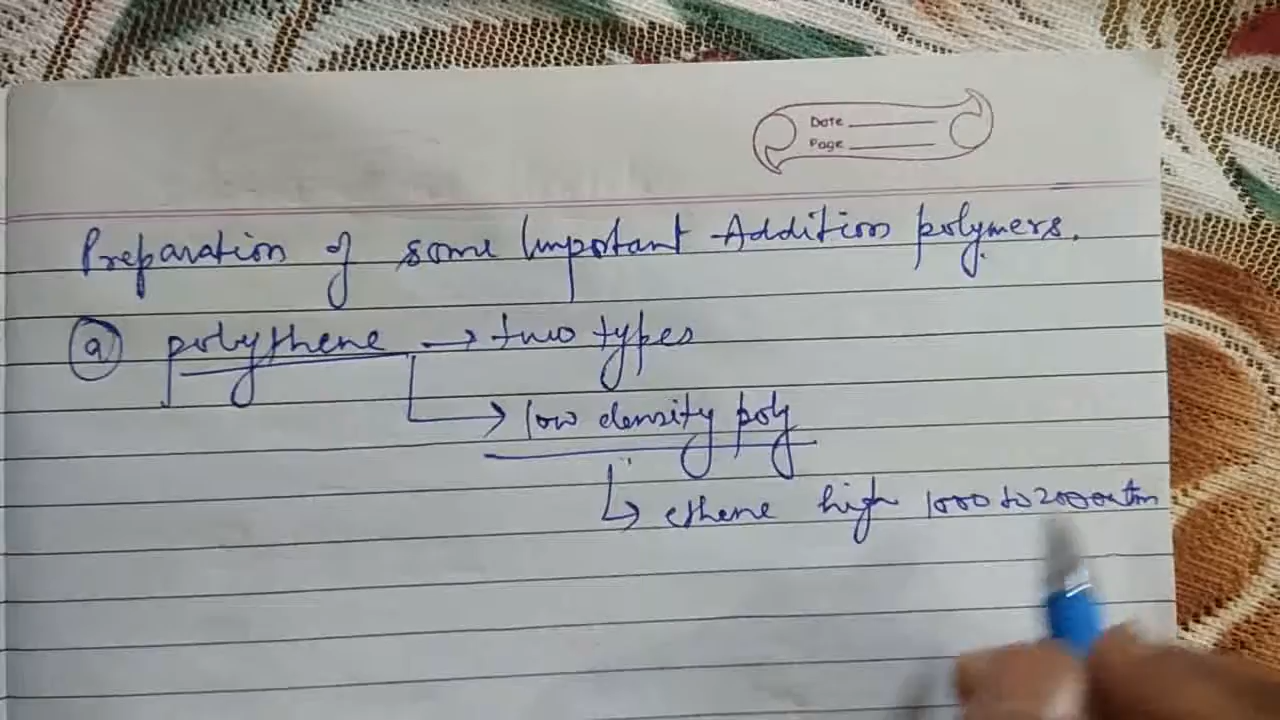 Date
Page
Preparation of some Important Addition polymers.
(a) polythene → two types
low density poly
ethene high 1000 to 2000 atm